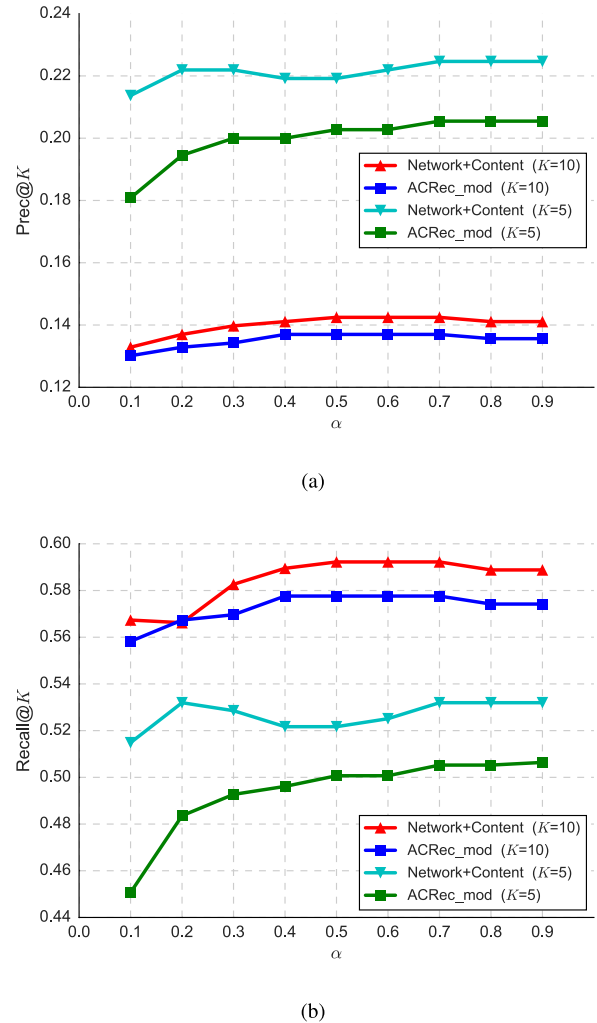 0.24
0.22
0.20
0.18
0.16
0.14
0.12
Prec@K
Network+Content (K=10)
ACRec_mod (K=10)
Network+Content (K=5)
ACRec_mod (K=5)
0.0 0.1 0.2 0.3 0.4 0.5 0.6 0.7 0.8 0.9
α
(a)
0.60
0.58
0.56
0.54
0.52
0.50
0.48
0.46
0.44
Recall@K
Network+Content (K=10)
ACRec_mod (K=10)
Network+Content (K=5)
ACRec_mod (K=5)
0.0 0.1 0.2 0.3 0.4 0.5 0.6 0.7 0.8 0.9
α
(b)